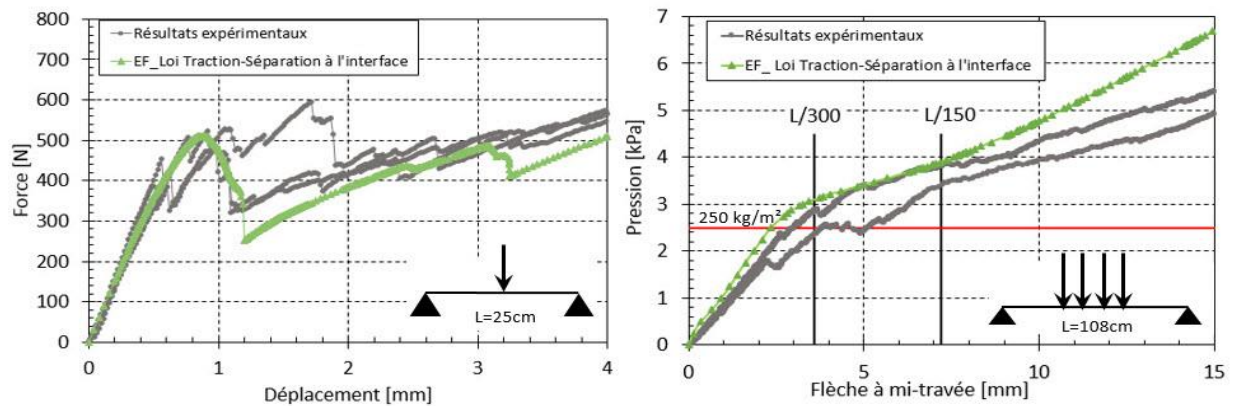 800
700
600
500
400
300
200
100
0
Force [N]
Résultats expérimentaux
EF_Loi Traction-Séparation à l'interface
L=25cm
0 1 2 3 4
Déplacement [mm]
7
6
5
4
3
2
1
0
Pression [kPa]
Résultats expérimentaux
EF_ Loi Traction-Séparation à l'interface
L/300
L/150
250 kg/m²
L=108cm
0 5 10 15
Flèche à mi-travée [mm]